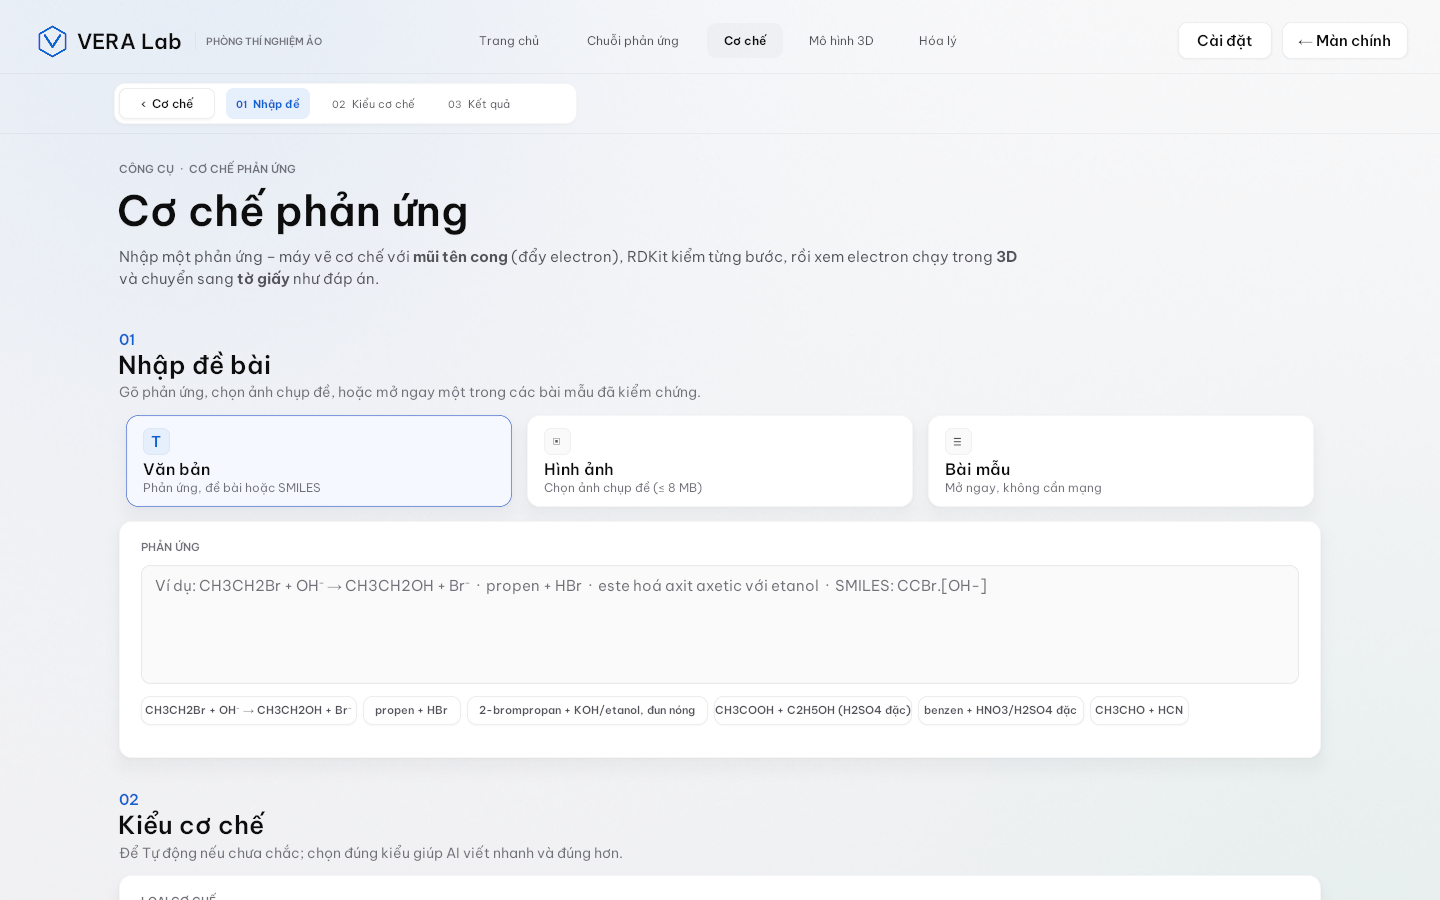 VERA Lab PHÒNG THÍ NGHIỆM ẢO Trang chủ Chuỗi phản ứng Cơ chế Mô hình 3D Hóa lý Cài đặt ← Màn chính
‹ Cơ chế 01 Nhập đề 02 Kiểu cơ chế 03 Kết quả
CÔNG CỤ · CƠ CHẾ PHẢN ỨNG
Cơ chế phản ứng
Nhập một phản ứng – máy vẽ cơ chế với mũi tên cong (đẩy electron), RDKit kiểm từng bước, rồi xem electron chạy trong 3D
và chuyển sang tờ giấy như đáp án.
01
Nhập đề bài
Gõ phản ứng, chọn ảnh chụp đề, hoặc mở ngay một trong các bài mẫu đã kiểm chứng.
T
Văn bản
Phản ứng, đề bài hoặc SMILES
Hình ảnh
Chọn ảnh chụp đề (≤ 8 MB)
Bài mẫu
Mở ngay, không cần mạng
PHẢN ỨNG
Ví dụ: CH3CH2Br + OH⁻ → CH3CH2OH + Br⁻ · propen + HBr · este hoá axit axetic với etanol · SMILES: CCBr.[OH-]
CH3CH2Br + OH⁻ → CH3CH2OH + Br⁻ propen + HBr 2-brompropan + KOH/etanol, đun nóng CH3COOH + C2H5OH (H2SO4 đặc) benzen + HNO3/H2SO4 đặc CH3CHO + HCN
02
Kiểu cơ chế
Để Tự động nếu chưa chắc; chọn đúng kiểu giúp AI viết nhanh và đúng hơn.
LOẠI CƠ CHẾ